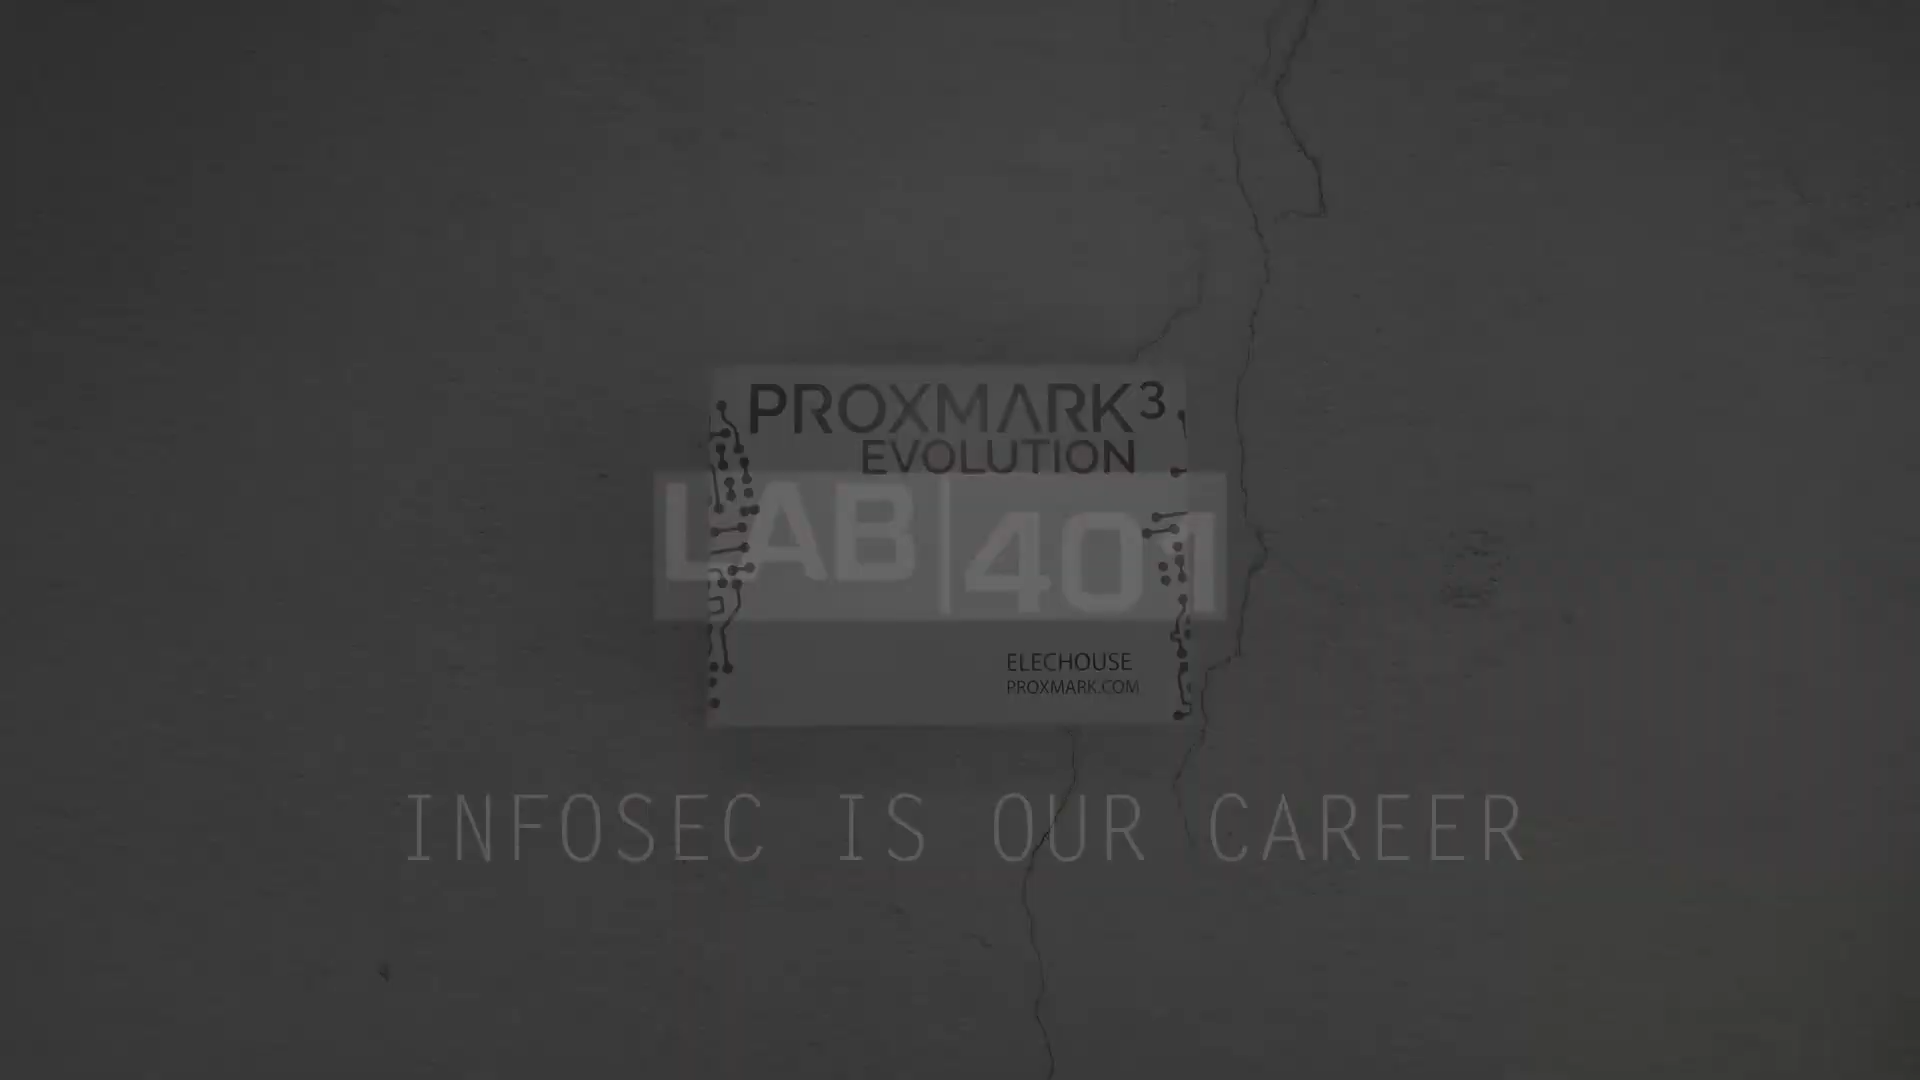 PROXMARK3
EVOLUTION
LAB|401
ELECHOUSE
PROXMARK.COM
INFOSEC IS OUR CAREER